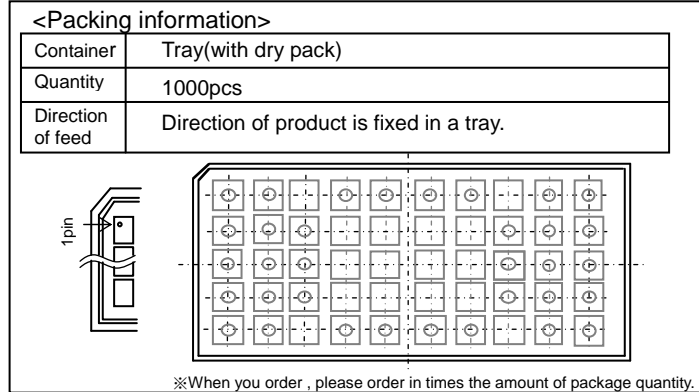 <Packing information>
Container Tray(with dry pack)
Quantity 1000pcs
Direction of feed Direction of product is fixed in a tray.
1pin
※When you order , please order in times the amount of package quantity.